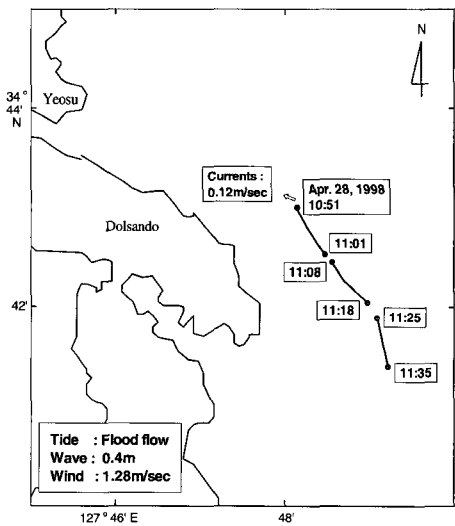 N
34°
44'
N
Yeosu
Currents :
0.12m/sec
Apr. 28, 1998
10:51
Dolsando
11:01
11:08
11:18
42'
11:25
11:35
Tide : Flood flow
Wave : 0.4m
Wind : 1.28m/sec
127° 46' E
48'